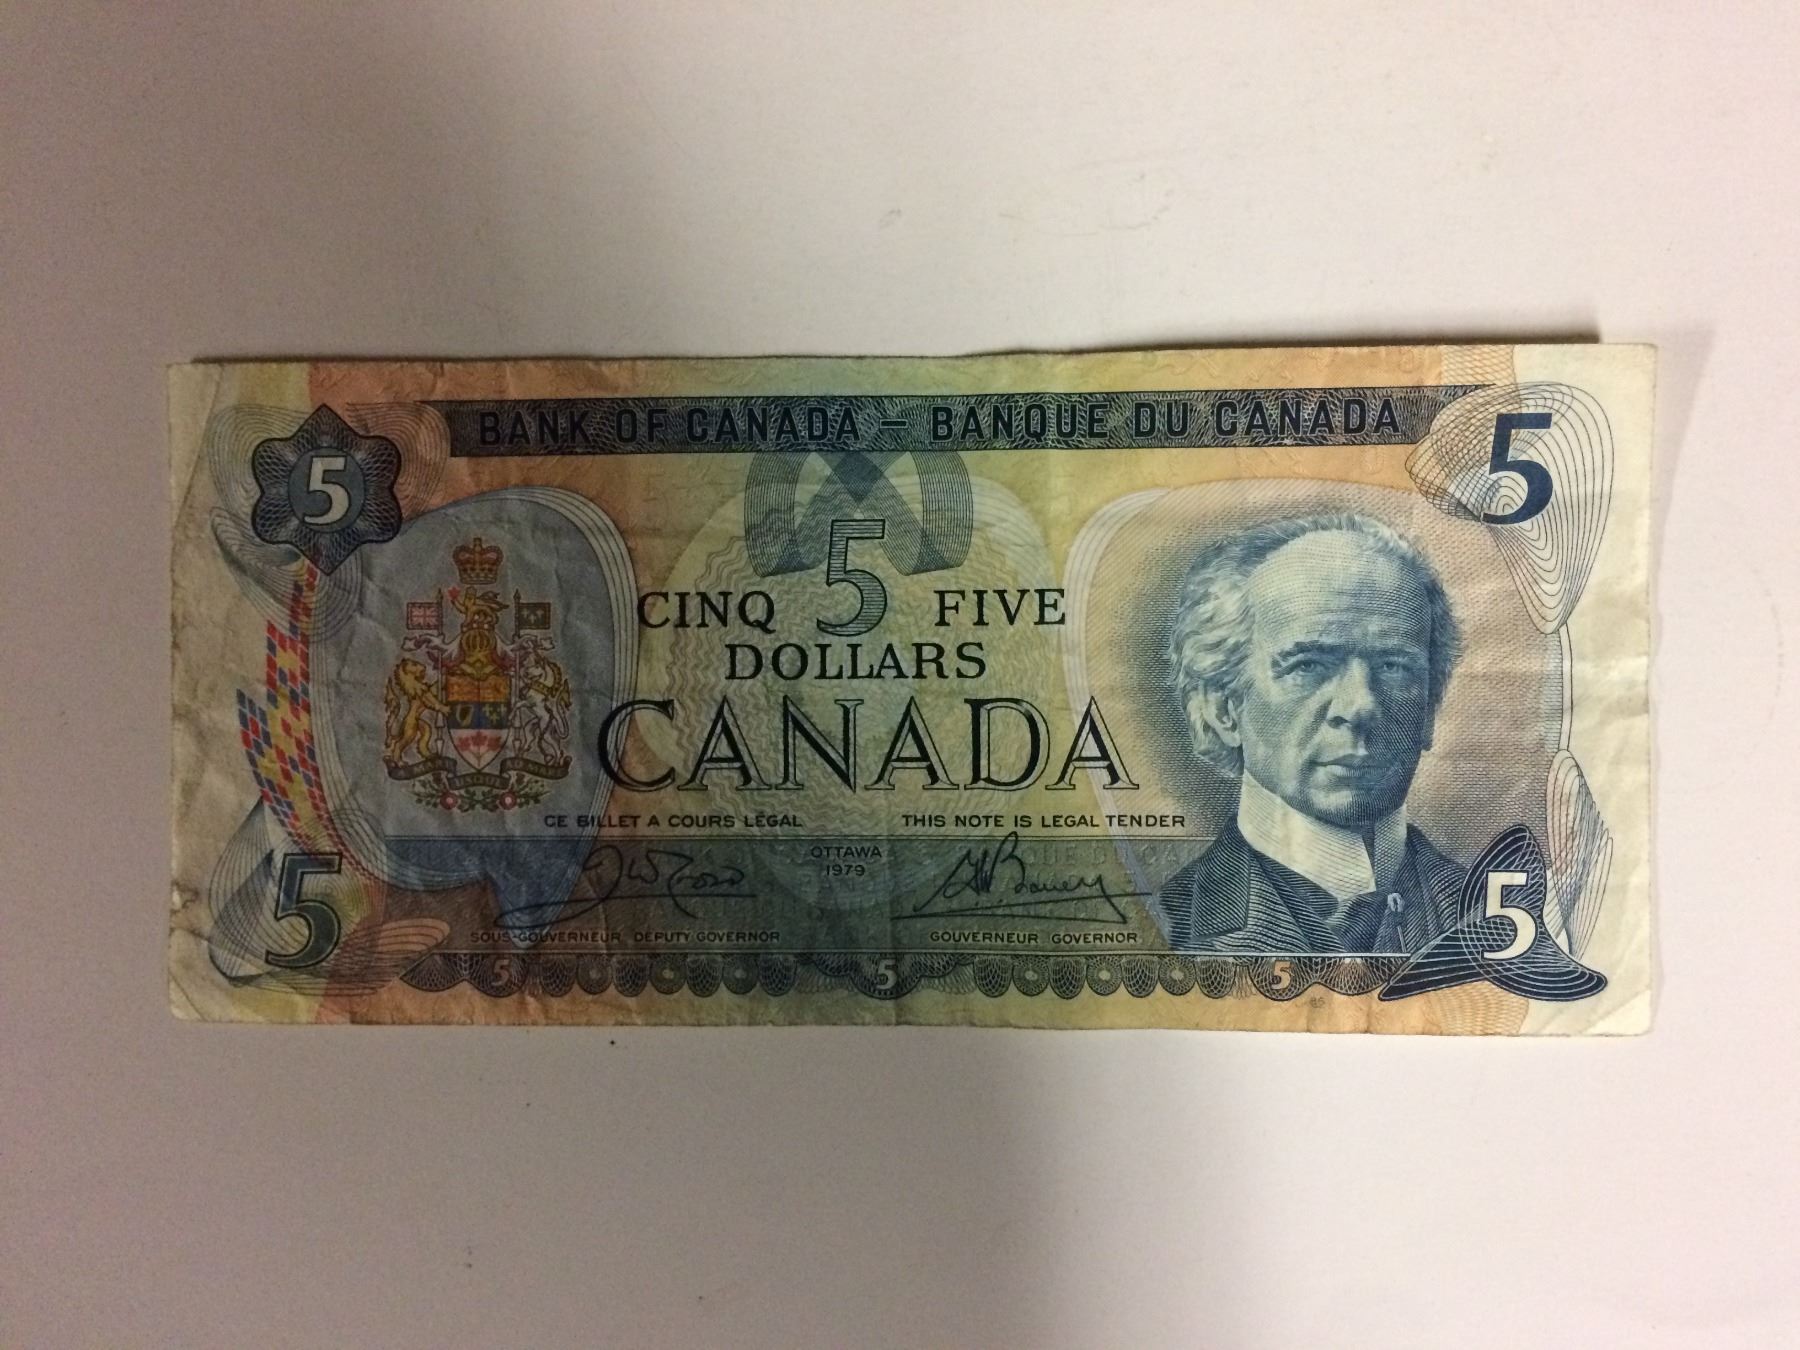 BANK OF CANADA – BANQUE DU CANADA
5
5
5
CINQ FIVE
DOLLARS
CANADA
CE BILLET A COURS LÉGAL THIS NOTE IS LEGAL TENDER
OTTAWA
1979
5
5
SOUS-GOUVERNEUR DEPUTY GOVERNOR GOUVERNEUR GOVERNOR
5 5 5